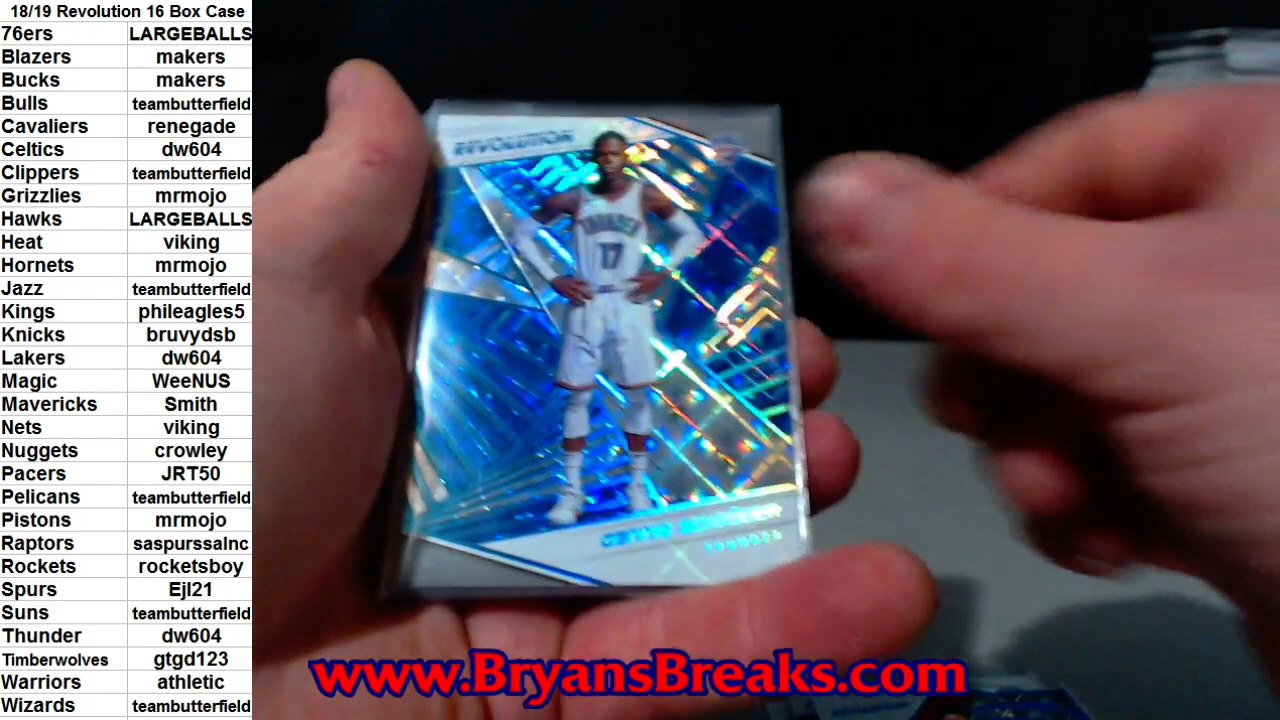 18/19 Revolution 16 Box Case
76ers LARGEBALLS
Blazers makers
Bucks makers
Bulls teambutterfield
Cavaliers renegade
Celtics dw604
Clippers teambutterfield
Grizzlies mrmojo
Hawks LARGEBALLS
Heat viking
Hornets mrmojo
Jazz teambutterfield
Kings phileagles5
Knicks bruvydsb
Lakers dw604
Magic WeeNUS
Mavericks Smith
Nets viking
Nuggets crowley
Pacers JRT50
Pelicans teambutterfield
Pistons mrmojo
Raptors saspurssalnc
Rockets rocketsboy
Spurs Ejl21
Suns teambutterfield
Thunder dw604
Timberwolves gtgd123
Warriors athletic
Wizards teambutterfield
REVOLUTION
THUNDER
17
THUNDER
www.BryansBreaks.com
REVOLUTION